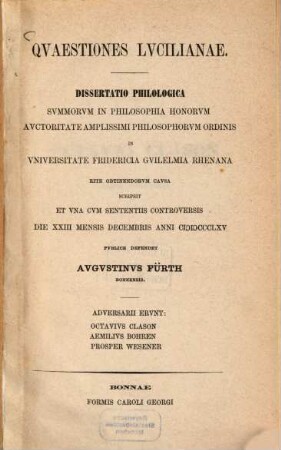 QVAESTIONES LVCILIANAE.
DISSERTATIO PHILOLOGICA
SVMMORVM IN PHILOSOPHIA HONORVM
AVCTORITATE AMPLISSIMI PHILOSOPHORVM ORDINIS
IN
VNIVERSITATE FRIDERICIA GVILELMIA RHENANA
RITE OBTINENDORVM CAVSA
SCRIPSIT
ET VNA CVM SENTENTIIS CONTROVERSIS
DIE XXIII MENSIS DECEMBRIS ANNI CIↃIↃCCCLXV
PVBLICE DEFENDET
AVGVSTINVS FÜRTH
BONNENSIS.
ADVERSARII ERVNT:
OCTAVIVS CLASON
AEMILIVS DOHREN
PROSPER WESENER
BONNAE
FORMIS CAROLI GEORGI